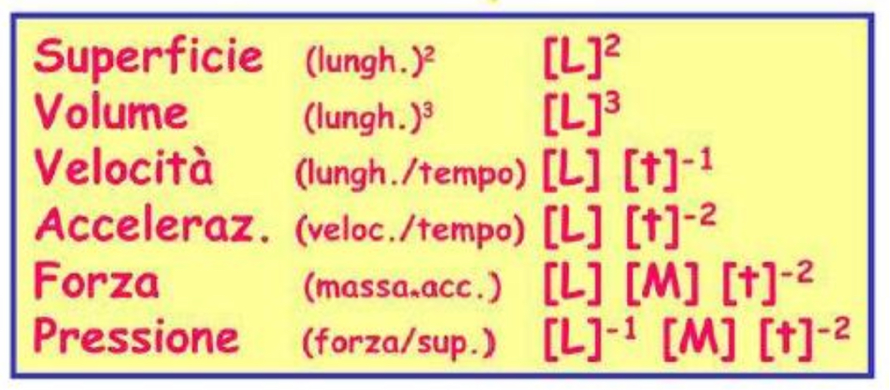 Superficie (lungh.)² [L]²
Volume (lungh.)³ [L]³
Velocità (lungh./tempo) [L] [t]⁻¹
Acceleraz. (veloc./tempo) [L] [t]⁻²
Forza (massa.acc.) [L] [M] [t]⁻²
Pressione (forza/sup.) [L]⁻¹ [M] [t]⁻²